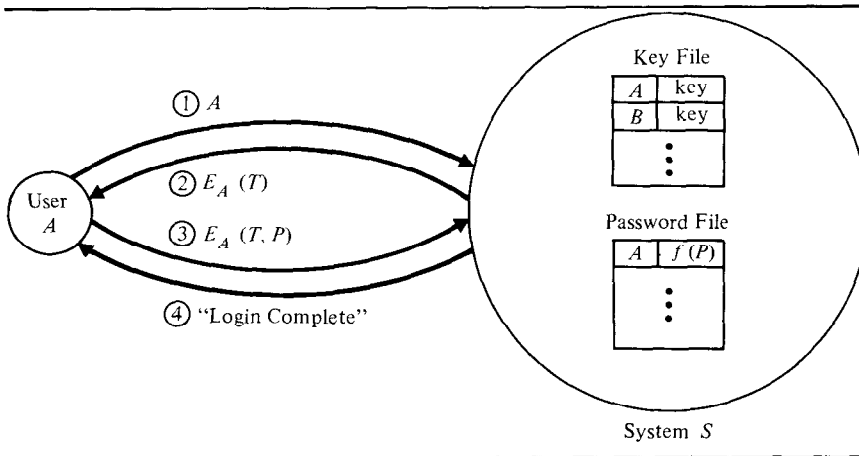 ① A
② E_A (T)
User
A
③ E_A (T, P)
④ “Login Complete”
Key File
A key
B key
Password File
A f (P)
System S